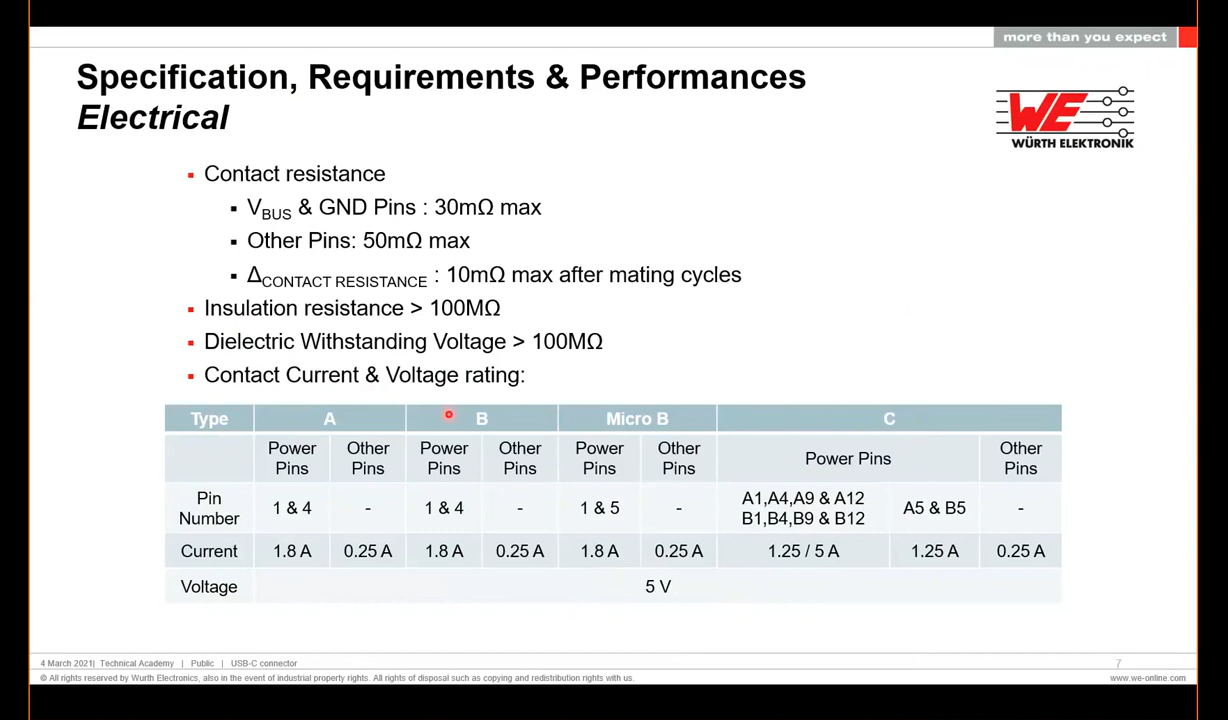 more than you expect
Specification, Requirements & Performances
Electrical
WE
WÜRTH ELEKTRONIK
▪ Contact resistance
▪ VBUS & GND Pins : 30mΩ max
▪ Other Pins: 50mΩ max
▪ ΔCONTACT RESISTANCE : 10mΩ max after mating cycles
▪ Insulation resistance > 100MΩ
▪ Dielectric Withstanding Voltage > 100MΩ
▪ Contact Current & Voltage rating:
Type A B Micro B C
Power Pins Other Pins Power Pins Other Pins Power Pins Other Pins Power Pins Other Pins
Pin Number 1 & 4 - 1 & 4 - 1 & 5 - A1,A4,A9 & A12 B1,B4,B9 & B12 A5 & B5 -
Current 1.8 A 0.25 A 1.8 A 0.25 A 1.8 A 0.25 A 1.25 / 5 A 1.25 A 0.25 A
Voltage 5 V
4 March 2021| Technical Academy | Public | USB-C connector 7
© All rights reserved by Wurth Electronics, also in the event of industrial property rights. All rights of disposal such as copying and redistribution rights with us. www.we-online.com